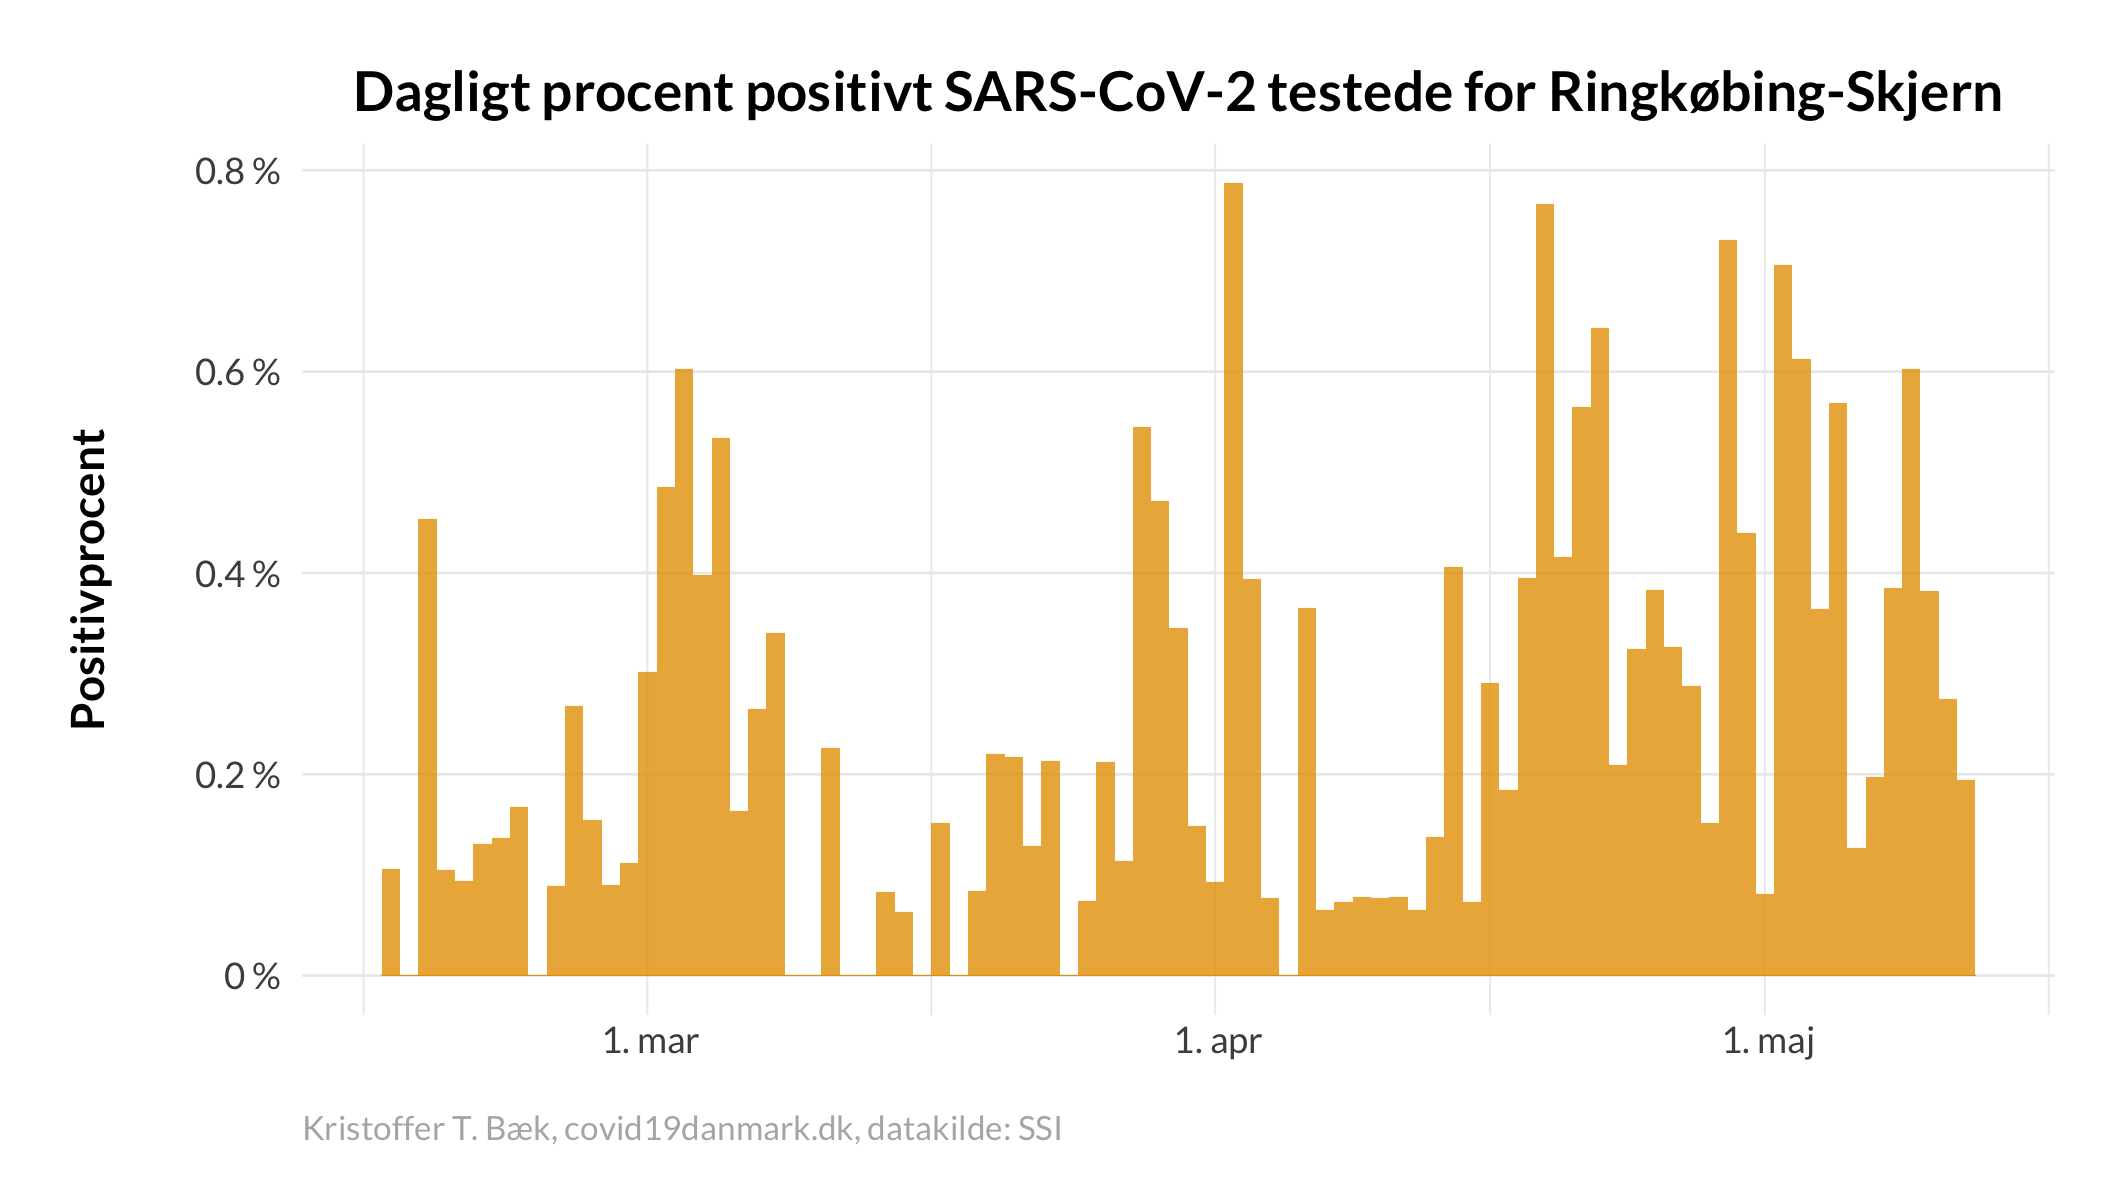 Dagligt procent positivt SARS-CoV-2 testede for Ringkøbing-Skjern
Positivprocent
0.8 %
0.6 %
0.4 %
0.2 %
0 %
1. mar
1. apr
1. maj
Kristoffer T. Bæk, covid19danmark.dk, datakilde: SSI